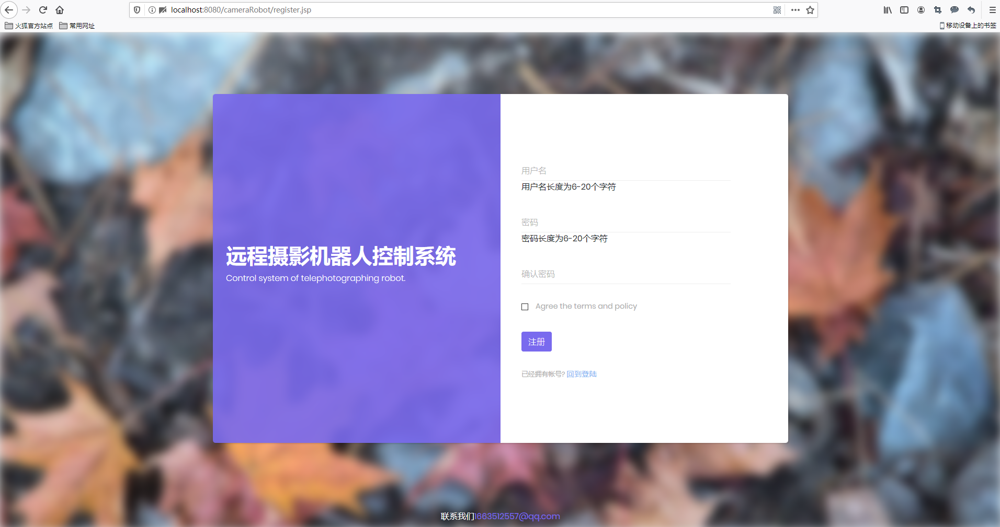 localhost:8080/cameraRobot/register.jsp
火狐官方站点
常用网址
移动设备上的书签
远程摄影机器人控制系统
Control system of telephotographing robot.
用户名
用户名长度为6-20个字符
密码
密码长度为6-20个字符
确认密码
Agree the terms and policy
注册
已经拥有帐号? 回到登陆
联系我们1663512557@qq.com